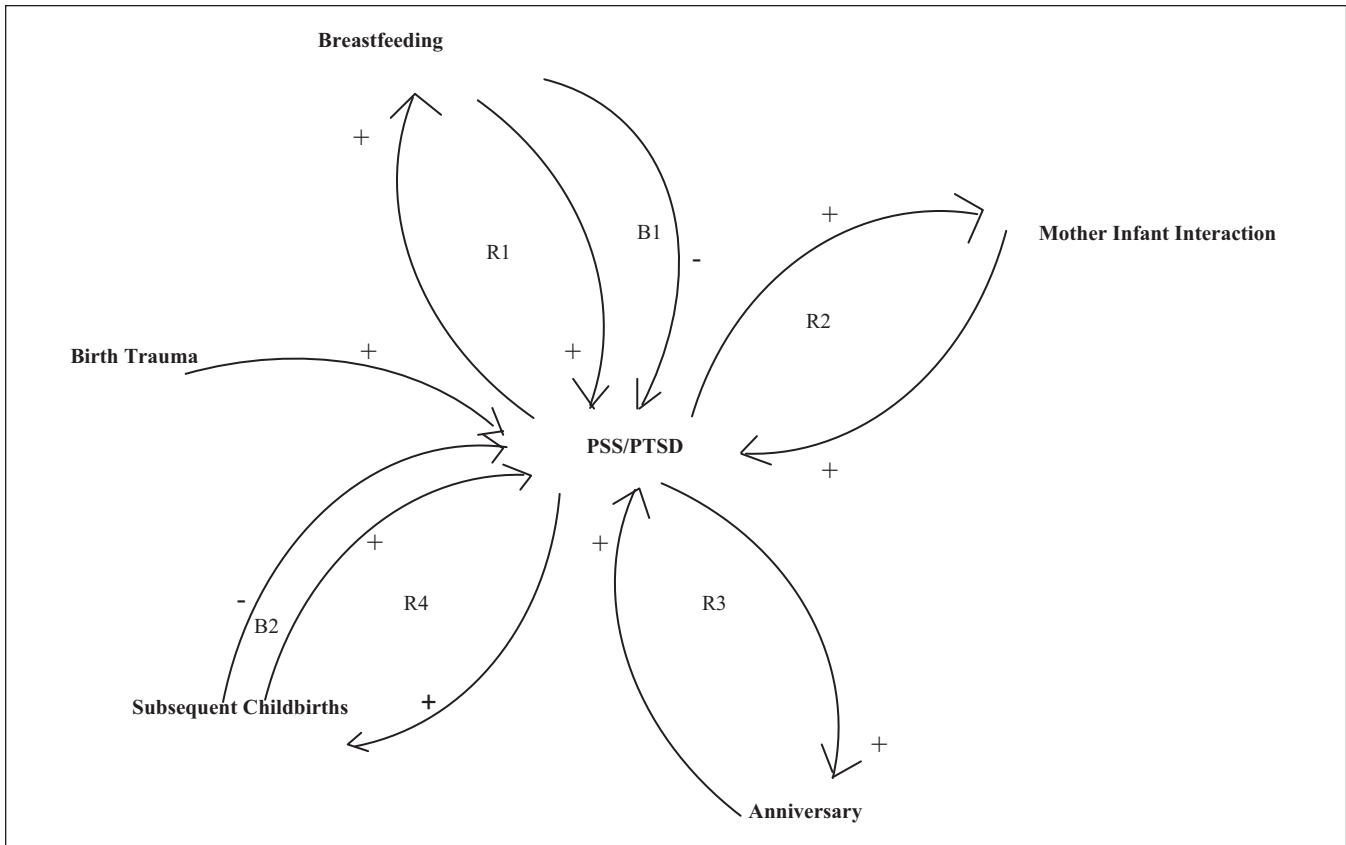 Breastfeeding
+
B1
R1
-
+
Mother Infant Interaction
R2
Birth Trauma
+
+
PSS/PTSD
+
+
+
-
R4
R3
B2
Subsequent Childbirths
+
+
Anniversary